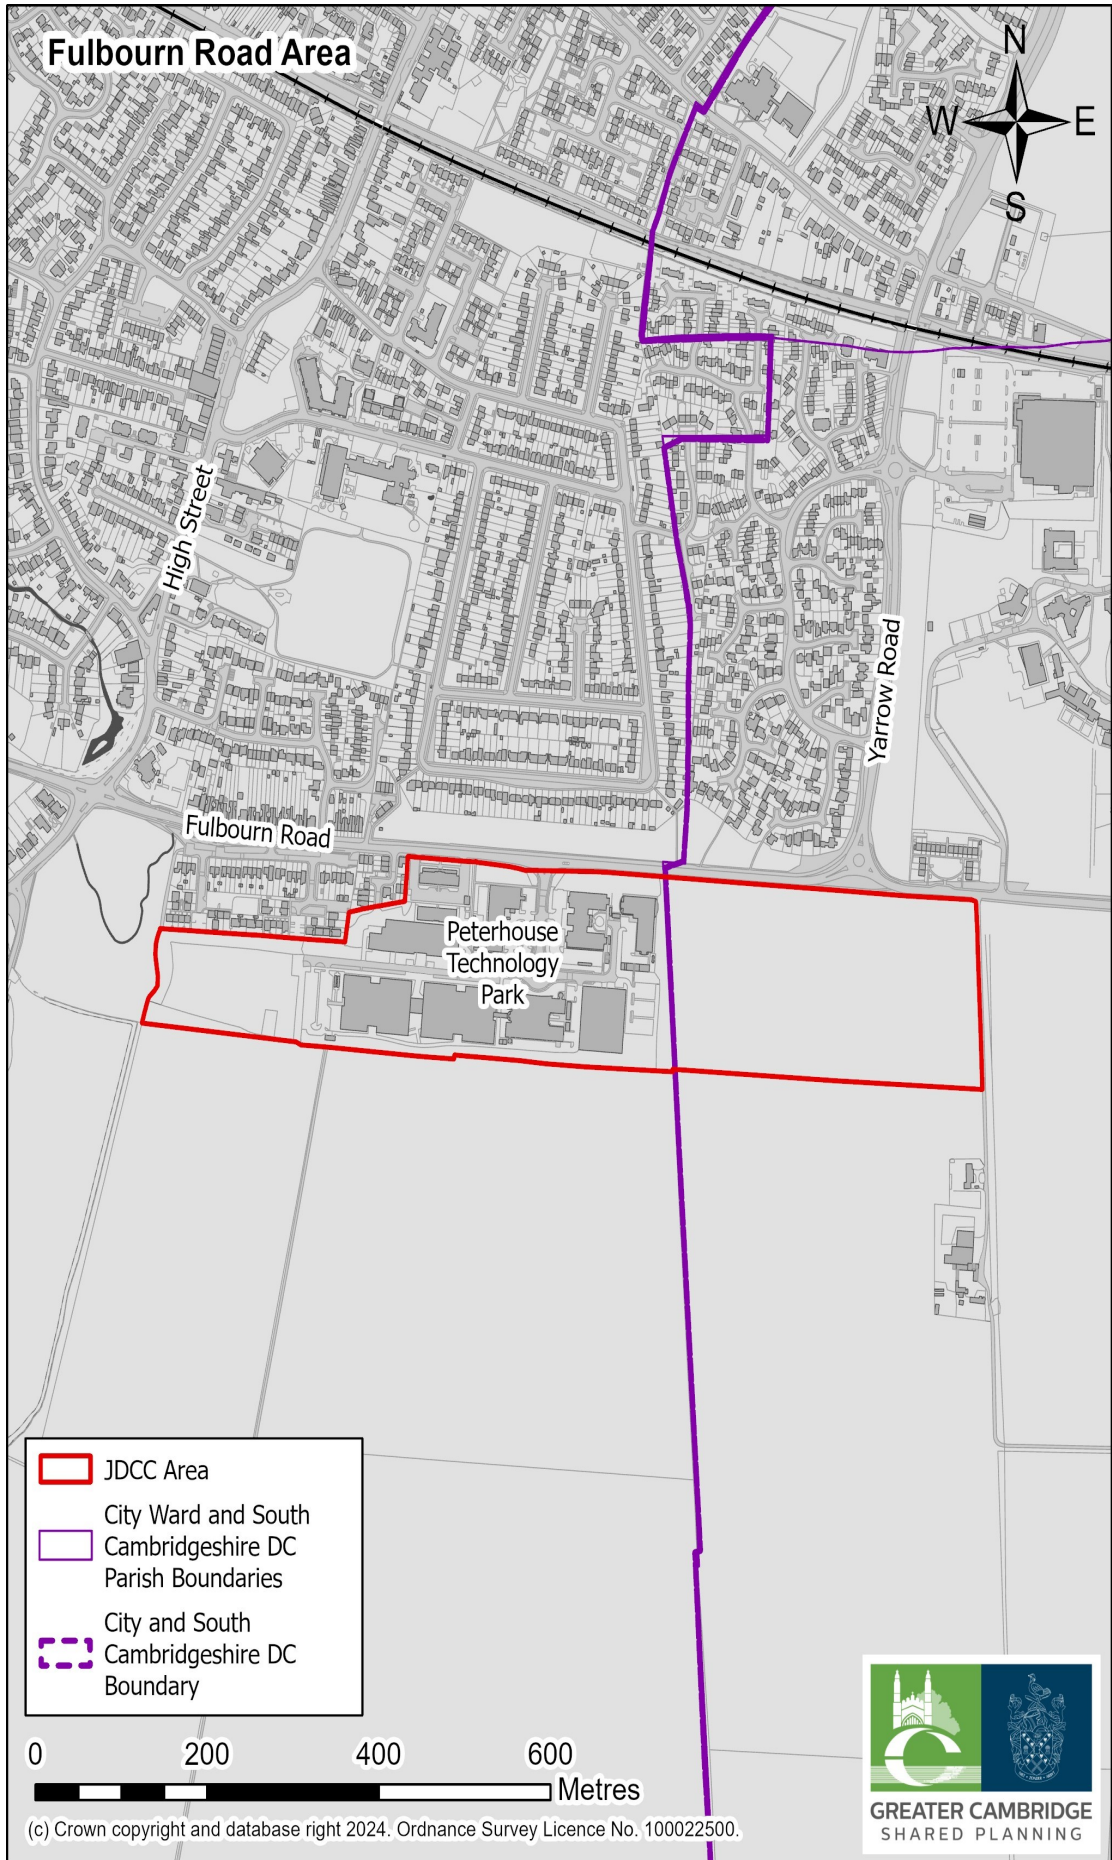 Fulbourn Road Area
N
W E
S
High Street
Yarrow Road
Fulbourn Road
Peterhouse
Technology
Park
JDCC Area
City Ward and South
Cambridgeshire DC
Parish Boundaries
City and South
Cambridgeshire DC
Boundary
0 200 400 600
Metres
(c) Crown copyright and database right 2024. Ordnance Survey Licence No. 100022500.
GREATER CAMBRIDGE
SHARED PLANNING